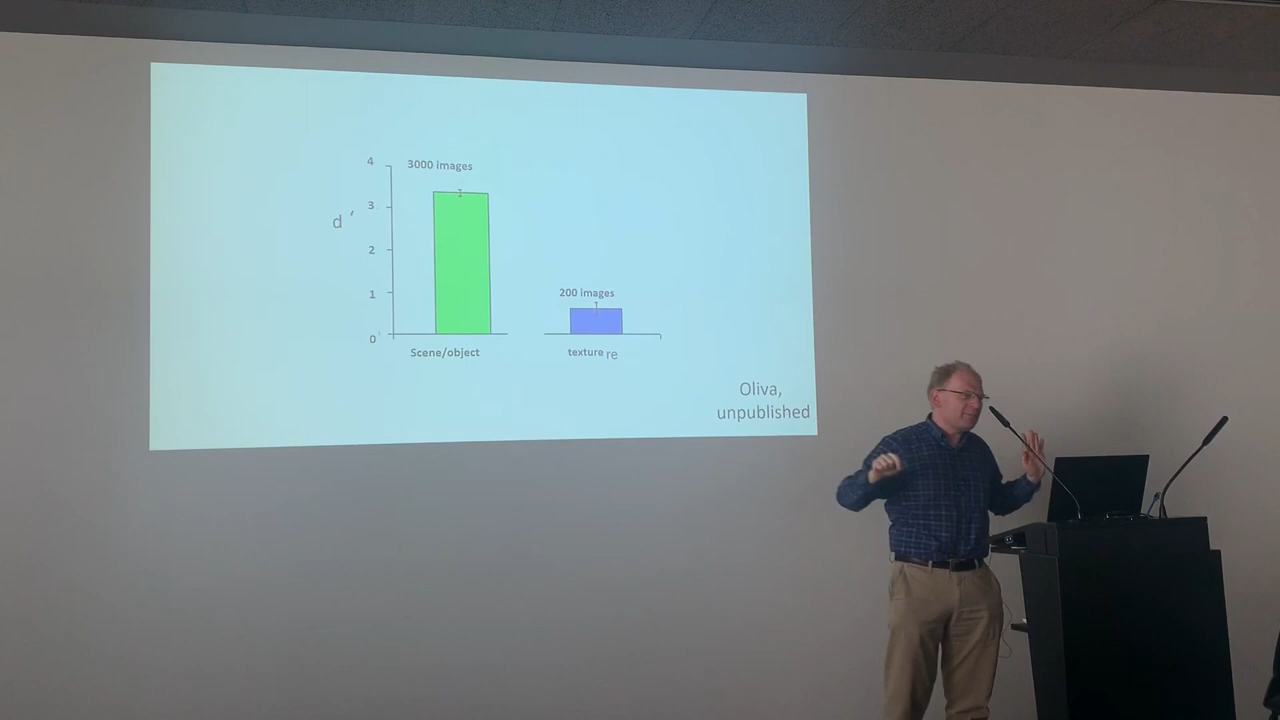 3000 images
4
3
2
1
0
d ′
200 images
Scene/object
texture re
Oliva,
unpublished